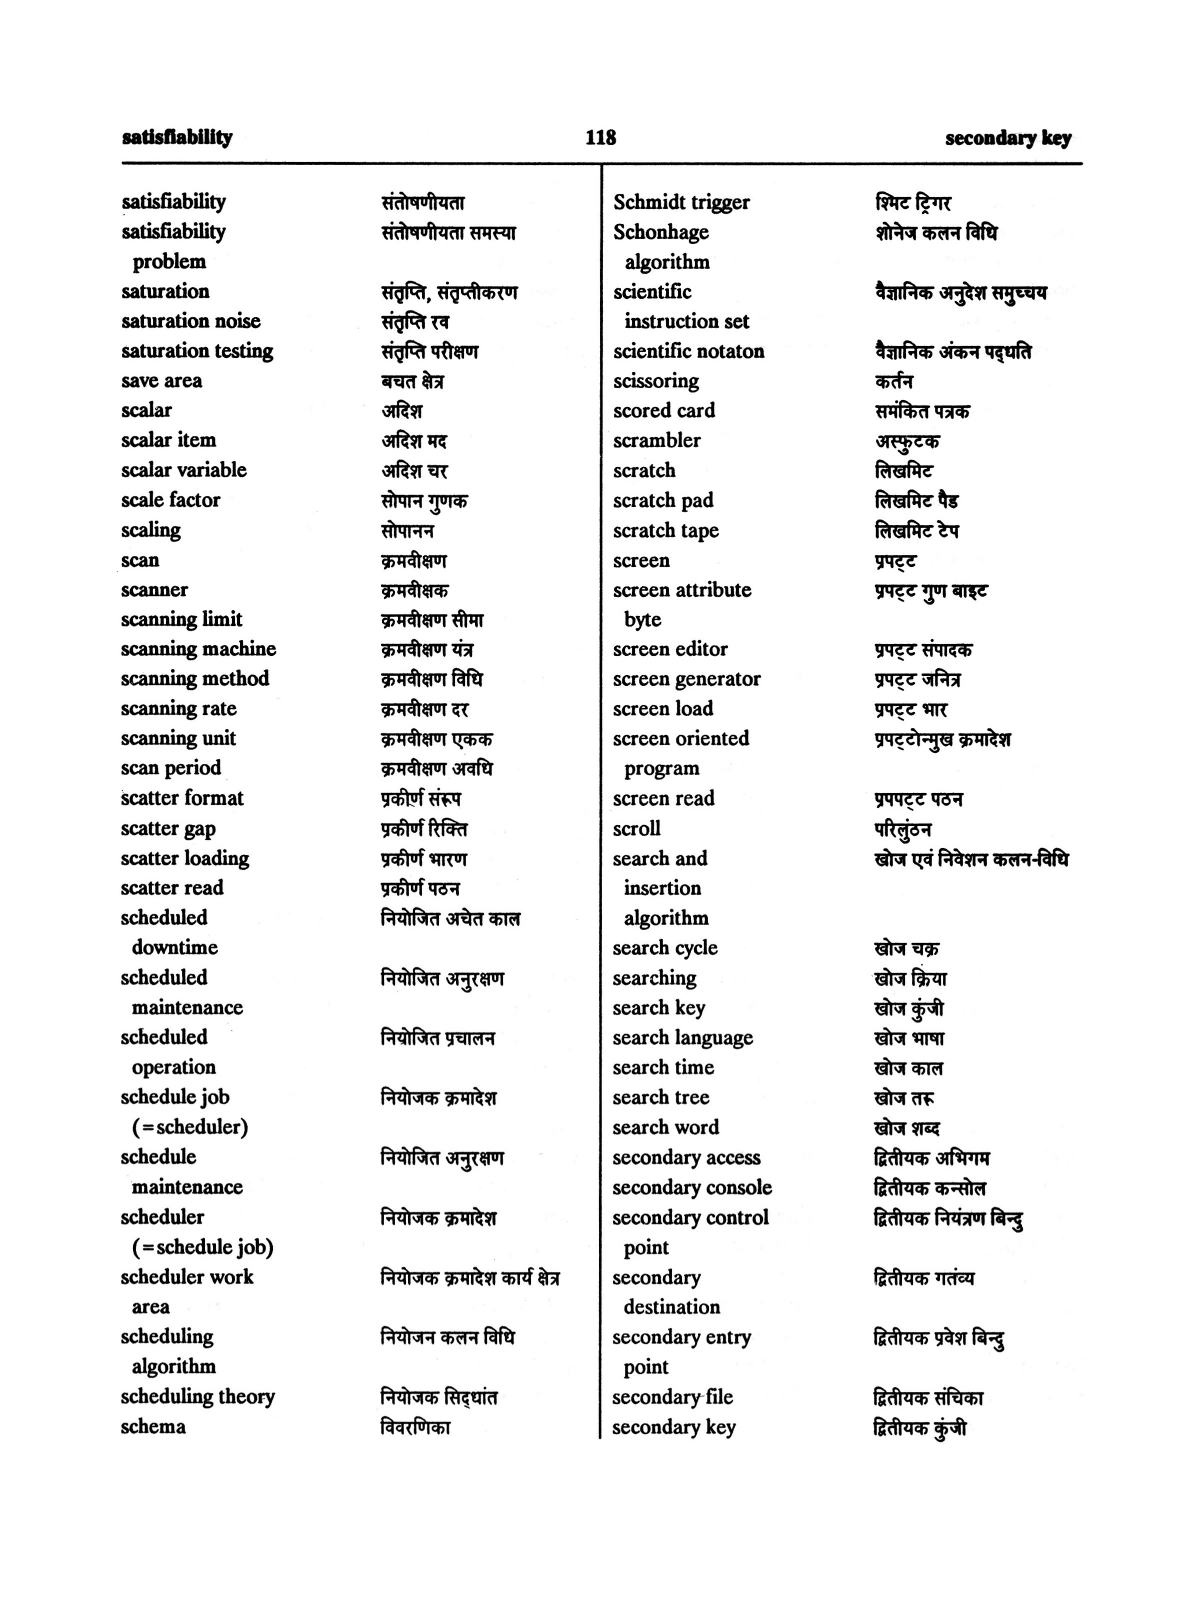 satisfiability 118 secondary key
satisfiability संतोषणीयता
satisfiability संतोषणीयता समस्या
problem
saturation संतृप्ति, संतृप्तीकरण
saturation noise संतृप्ति रव
saturation testing संतृप्ति परीक्षण
save area बचत क्षेत्र
scalar अदिश
scalar item अदिश मद
scalar variable अदिश चर
scale factor सोपान गुणक
scaling सोपानन
scan क्रमवीक्षण
scanner क्रमवीक्षक
scanning limit क्रमवीक्षण सीमा
scanning machine क्रमवीक्षण यंत्र
scanning method क्रमवीक्षण विधि
scanning rate क्रमवीक्षण दर
scanning unit क्रमवीक्षण एकक
scan period क्रमवीक्षण अवधि
scatter format प्रकीर्ण संरूप
scatter gap प्रकीर्ण रिक्ति
scatter loading प्रकीर्ण भारण
scatter read प्रकीर्ण पठन
scheduled नियोजित अचेत काल
downtime
scheduled नियोजित अनुरक्षण
maintenance
scheduled नियोजित प्रचालन
operation
schedule job नियोजक क्रमादेश
(=scheduler)
schedule नियोजित अनुरक्षण
maintenance
scheduler नियोजक क्रमादेश
(=schedule job)
scheduler work नियोजक क्रमादेश कार्य क्षेत्र
area
scheduling नियोजन कलन विधि
algorithm
scheduling theory नियोजक सिद्धांत
schema विवरणिका
Schmidt trigger श्मिट ट्रिगर
Schonhage शोनेज कलन विधि
algorithm
scientific वैज्ञानिक अनुदेश समुच्चय
instruction set
scientific notaton वैज्ञानिक अंकन पद्धति
scissoring कर्तन
scored card समंकित पत्रक
scrambler अस्फुटक
scratch लिखमिट
scratch pad लिखमिट पैड
scratch tape लिखमिट टेप
screen प्रपट्ट
screen attribute प्रपट्ट गुण बाइट
byte
screen editor प्रपट्ट संपादक
screen generator प्रपट्ट जनित्र
screen load प्रपट्ट भार
screen oriented प्रपट्टोन्मुख क्रमादेश
program
screen read प्रपपट्ट पठन
scroll परिलुंठन
search and खोज एवं निवेशन कलन-विधि
insertion
algorithm
search cycle खोज चक्र
searching खोज क्रिया
search key खोज कुंजी
search language खोज भाषा
search time खोज काल
search tree खोज तरू
search word खोज शब्द
secondary access द्वितीयक अभिगम
secondary console द्वितीयक कन्सोल
secondary control द्वितीयक नियंत्रण बिन्दु
point
secondary द्वितीयक गतंव्य
destination
secondary entry द्वितीयक प्रवेश बिन्दु
point
secondary file द्वितीयक संचिका
secondary key द्वितीयक कुंजी